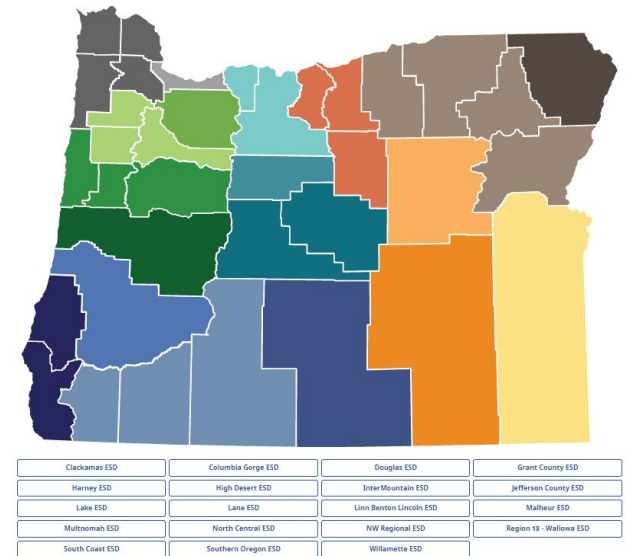 Clackamas ESD
Columbia Gorge ESD
Douglas ESD
Grant County ESD
Harney ESD
High Desert ESD
InterMountain ESD
Jefferson County ESD
Lake ESD
Lane ESD
Linn Benton Lincoln ESD
Malheur ESD
Multnomah ESD
North Central ESD
NW Regional ESD
Region 18 - Wallowa ESD
South Coast ESD
Southern Oregon ESD
Willamette ESD